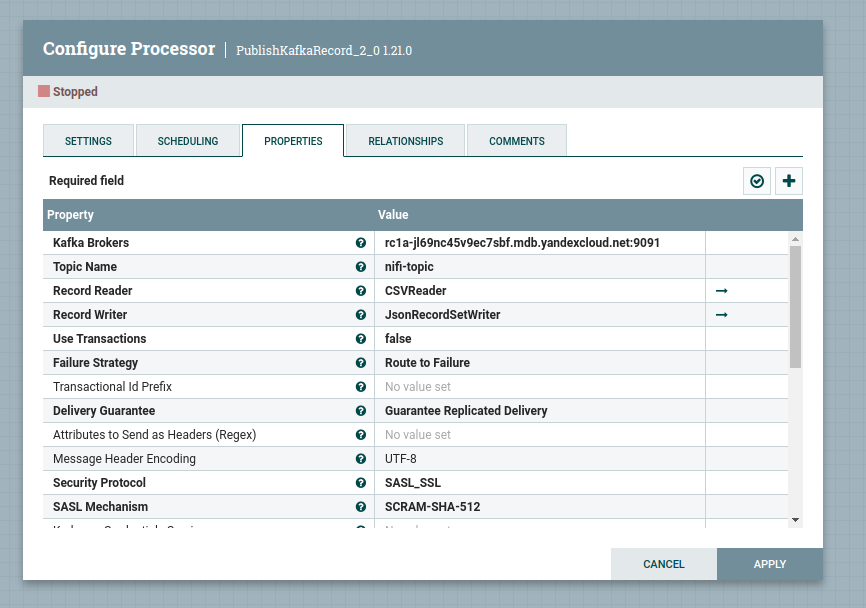 Configure Processor | PublishKafkaRecord_2_0 1.21.0
Stopped
SETTINGS SCHEDULING PROPERTIES RELATIONSHIPS COMMENTS
Required field
Property Value
Kafka Brokers rc1a-jl69nc45v9ec7sbf.mdb.yandexcloud.net:9091
Topic Name nifi-topic
Record Reader CSVReader
Record Writer JsonRecordSetWriter
Use Transactions false
Failure Strategy Route to Failure
Transactional Id Prefix No value set
Delivery Guarantee Guarantee Replicated Delivery
Attributes to Send as Headers (Regex) No value set
Message Header Encoding UTF-8
Security Protocol SASL_SSL
SASL Mechanism SCRAM-SHA-512
CANCEL APPLY